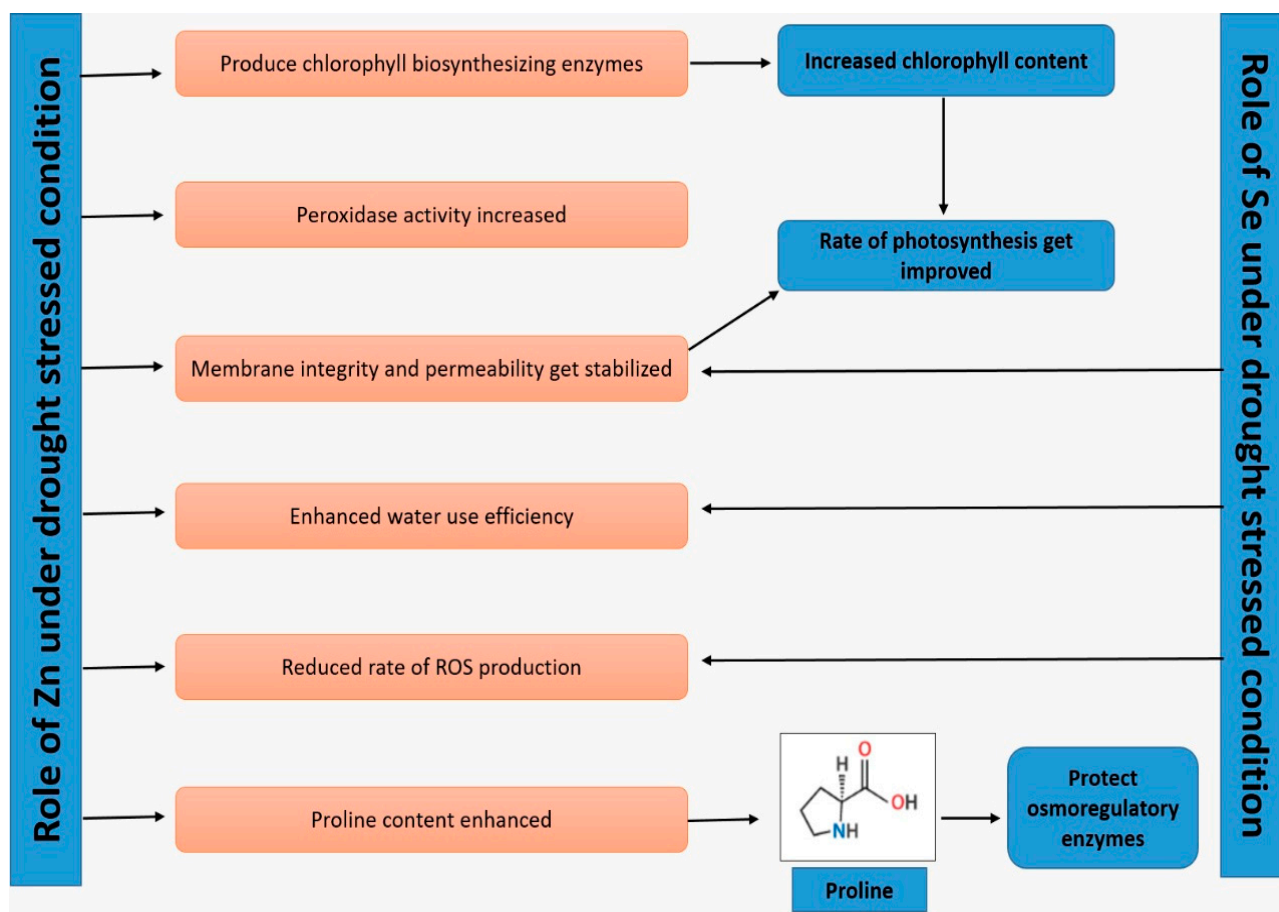 Role of Zn under drought stressed condition
Produce chlorophyll biosynthesizing enzymes
Increased chlorophyll content
Peroxidase activity increased
Rate of photosynthesis get
improved
Membrane integrity and permeability get stabilized
Enhanced water use efficiency
Reduced rate of ROS production
Proline content enhanced
H
O
OH
NH
Proline
Protect
osmoregulatory
enzymes
Role of Se under drought stressed condition